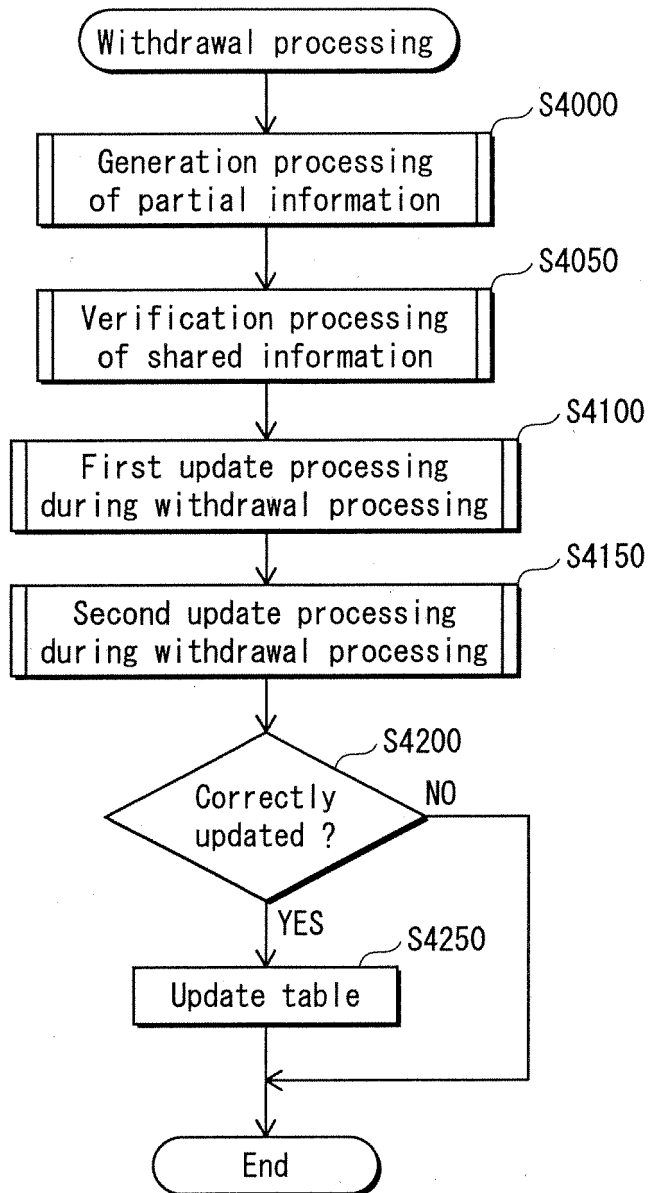 Withdrawal processing
S4000
Generation processing
of partial information
S4050
Verification processing
of shared information
S4100
First update processing
during withdrawal processing
S4150
Second update processing
during withdrawal processing
S4200
Correctly
updated ?
NO
YES
S4250
Update table
End